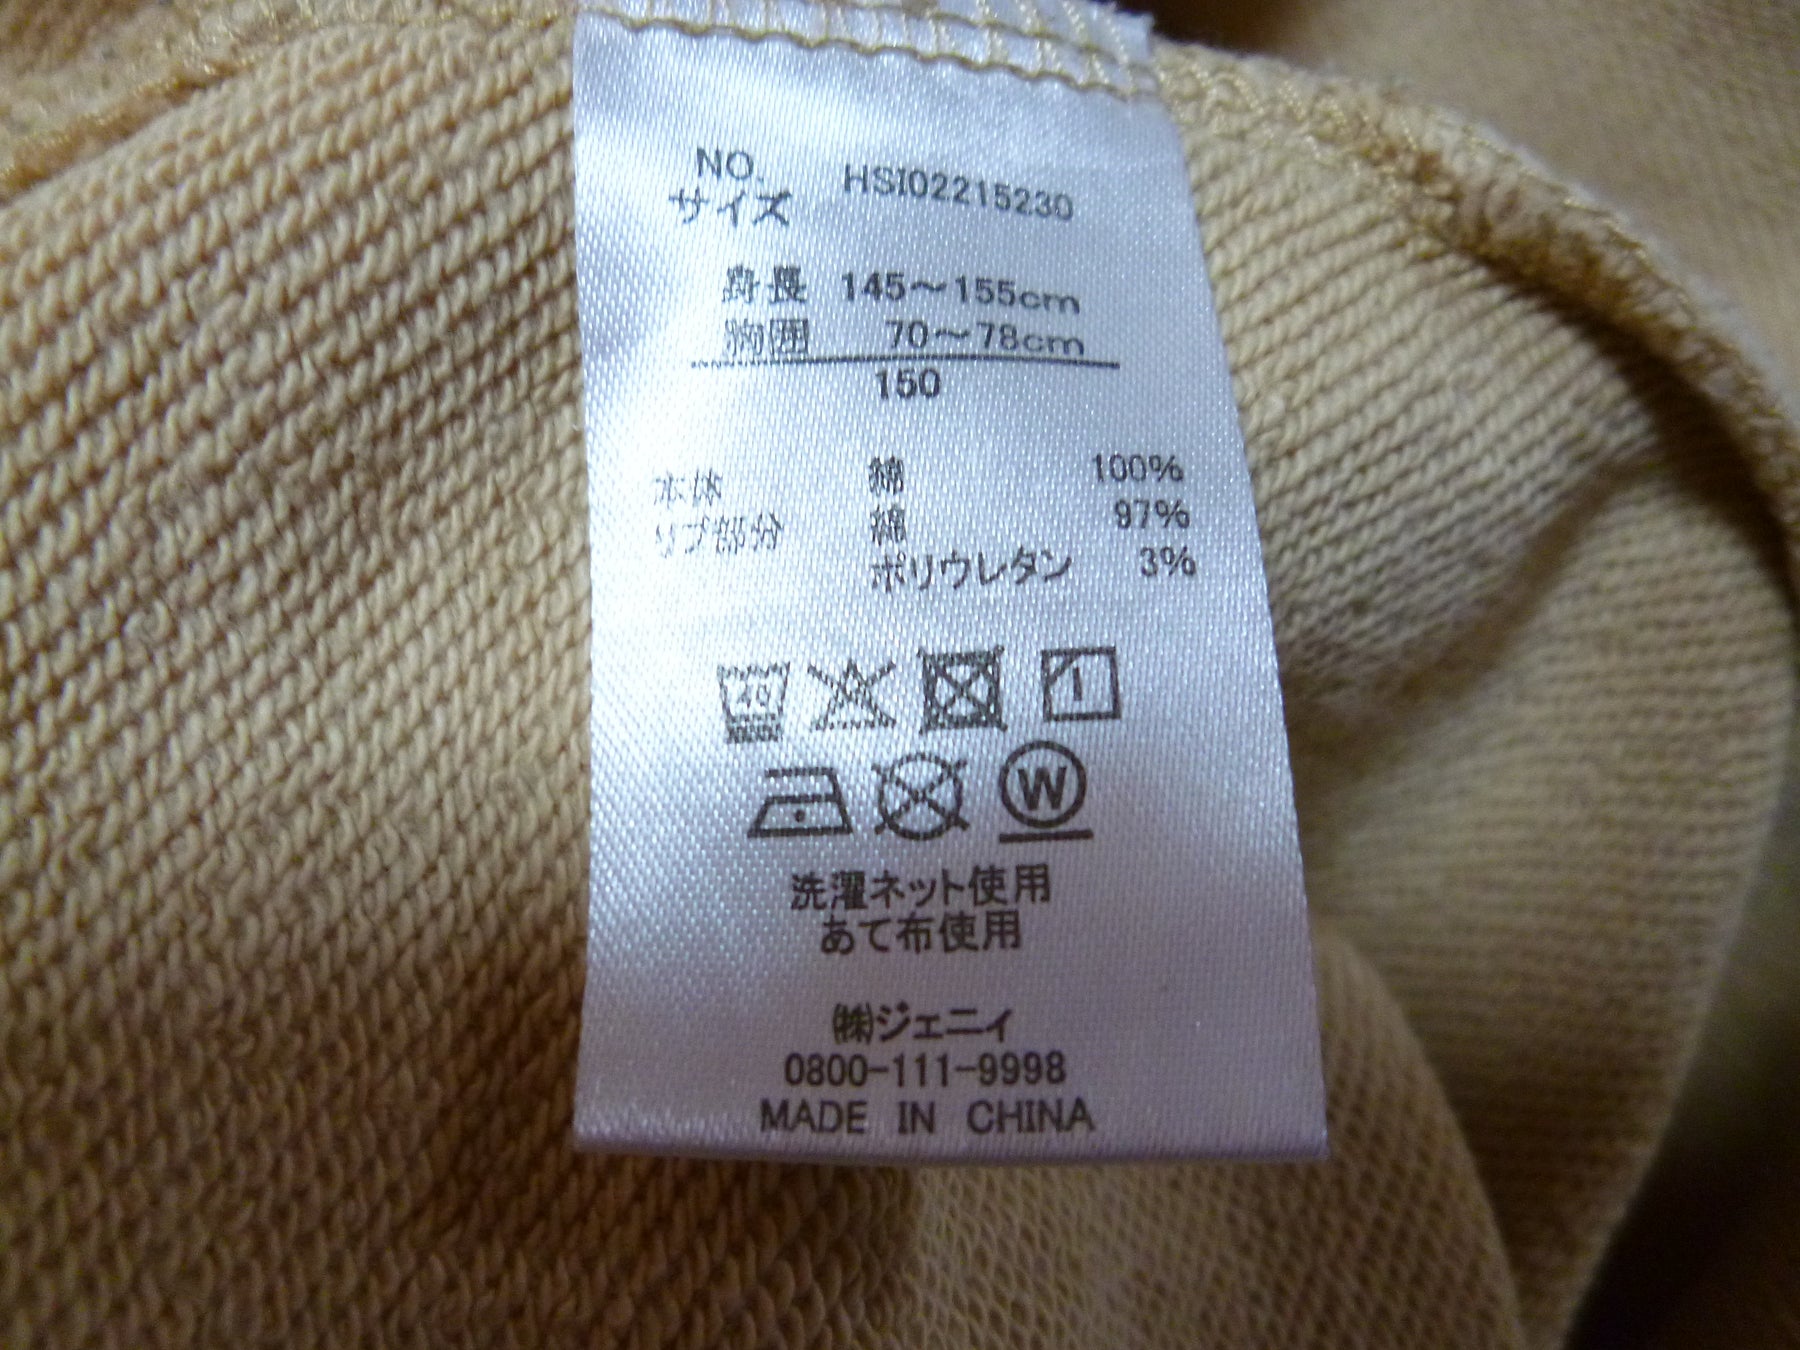 NO. HSI02215230
サイズ
身長 145～155cm
胸囲 70～78cm
150
本体 綿 100%
リブ部分 綿 97%
ポリウレタン 3%
40
W
洗濯ネット使用
あて布使用
㈱ジェニィ
0800-111-9998
MADE IN CHINA